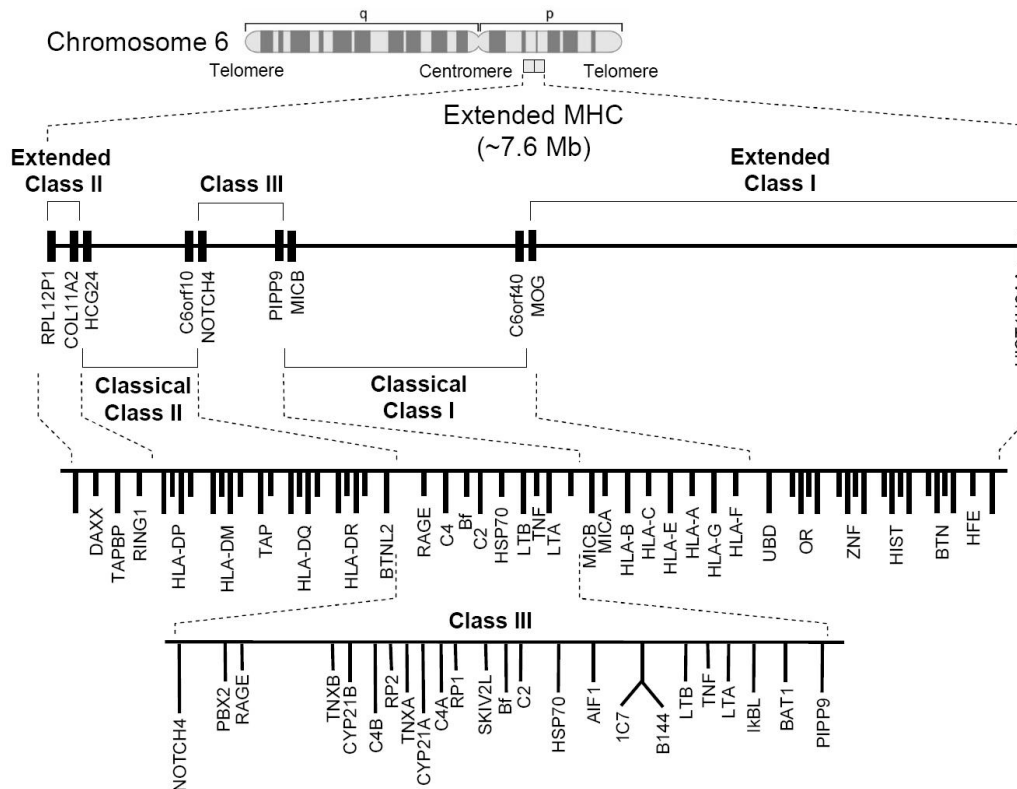 q
p
Chromosome 6
Telomere
Centromere
Telomere
Extended MHC
(~7.6 Mb)
Extended
Class II
Class III
Extended
Class I
RPL12P1
COL11A2
HCG24
C6orf10
NOTCH4
PIPP9
MICB
C6orf40
MOG
Classical
Class II
Classical
Class I
DAXX
TAPBP
RING1
HLA-DP
HLA-DM
TAP
HLA-DQ
HLA-DR
BTNL2
RAGE
C4
Bf
C2
HSP70
LTB
TNF
LTA
MICB
MICA
HLA-B
HLA-C
HLA-E
HLA-A
HLA-G
HLA-F
UBD
OR
ZNF
HIST
BTN
HFE
Class III
NOTCH4
PBX2
RAGE
TNXB
CYP21B
C4B
RP2
TNXA
CYP21A
C4A
RP1
SKIV2L
Bf
C2
HSP70
AIF1
1C7
B144
LTB
TNF
LTA
IkBL
BAT1
PIPP9